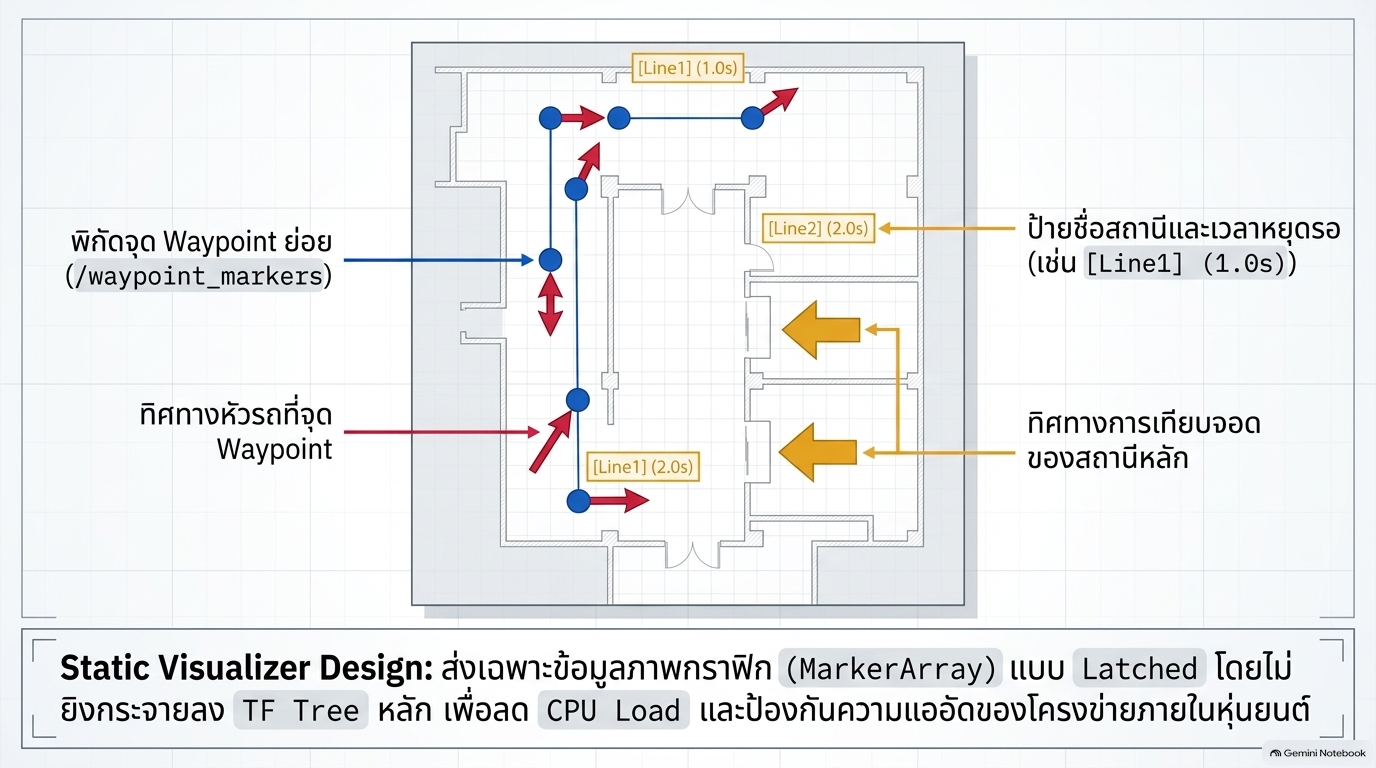 [Line1] (1.0s)
พิกัดจุด Waypoint ย่อย
(/waypoint_markers)
[Line2] (2.0s)
ป้ายชื่อสถานีและเวลาหยุดรอ
(เช่น [Line1] (1.0s))
ทิศทางหัวรถที่จุด
Waypoint
[Line1] (2.0s)
ทิศทางการเทียบจอด
ของสถานีหลัก
Static Visualizer Design: ส่งเฉพาะข้อมูลภาพกราฟิก (MarkerArray) แบบ Latched โดยไม่
ยิงกระจายลง TF Tree หลัก เพื่อลด CPU Load และป้องกันความแออัดของโครงข่ายภายในหุ่นยนต์
Gemini Notebook